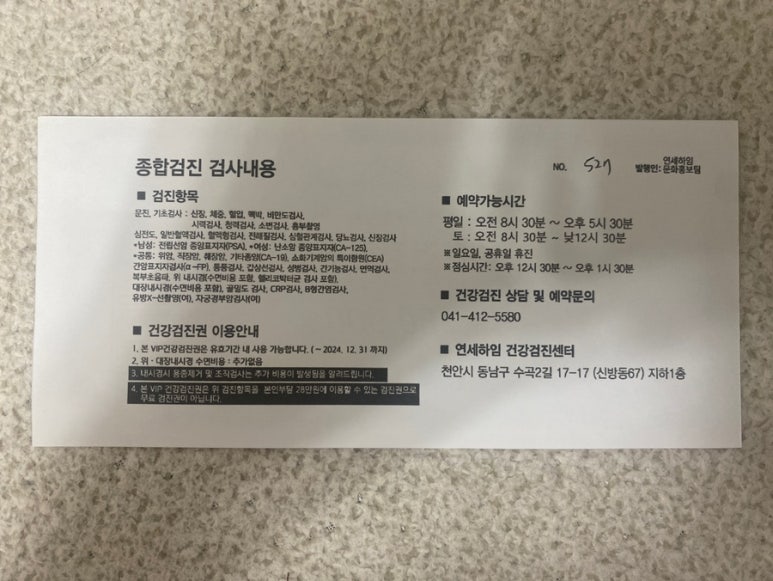 종합검진 검사내용
NO. 527
연세하임
발행인: 문화홍보팀
■ 검진항목
문진, 기초검사 : 신장, 체중, 혈압, 맥박, 비만도검사,
시력검사, 청력검사, 소변검사, 흉부촬영
심전도, 일반혈액검사, 혈액형검사, 전해질검사, 심혈관계검사, 당뇨검사, 신장검사
*남성: 전립선암 종양표지자(PSA), *여성: 난소암 종양표지자(CA-125),
*공통: 위암, 직장암, 췌장암, 기타종양(CA-19), 소화기계암의 특이항원(CEA)
간암표지자검사(α-FP), 통풍검사, 갑상선검사, 성병검사, 간기능검사, 면역검사,
복부초음파, 위 내시경(수면비용 포함, 헬리코박터균 검사 포함),
대장내시경(수면비용 포함), 골밀도 검사, CRP검사, B형간염검사,
유방X-선촬영(여), 자궁경부암검사(여)
■ 건강검진권 이용안내
1. 본 VIP건강검진권은 유효기간 내 사용 가능합니다. ( ~ 2024. 12. 31 까지)
2. 위 · 대장내시경 수면비용 : 추가없음
3. 내시경시 용종제거 및 조직검사는 추가 비용이 발생됨을 알려드립니다.
4. 본 VIP 건강검진권은 위 검진항목을 본인부담 28만원에 이용할 수 있는 검진권으로
무료 검진권이 아닙니다.
■ 예약가능시간
평일 : 오전 8시 30분 ~ 오후 5시 30분
토 : 오전 8시 30분 ~ 낮12시 30분
※일요일, 공휴일 휴진
※점심시간: 오후 12시 30분 ~ 오후 1시 30분
■ 건강검진 상담 및 예약문의
041-412-5580
■ 연세하임 건강검진센터
천안시 동남구 수곡2길 17-17 (신방동67) 지하1층